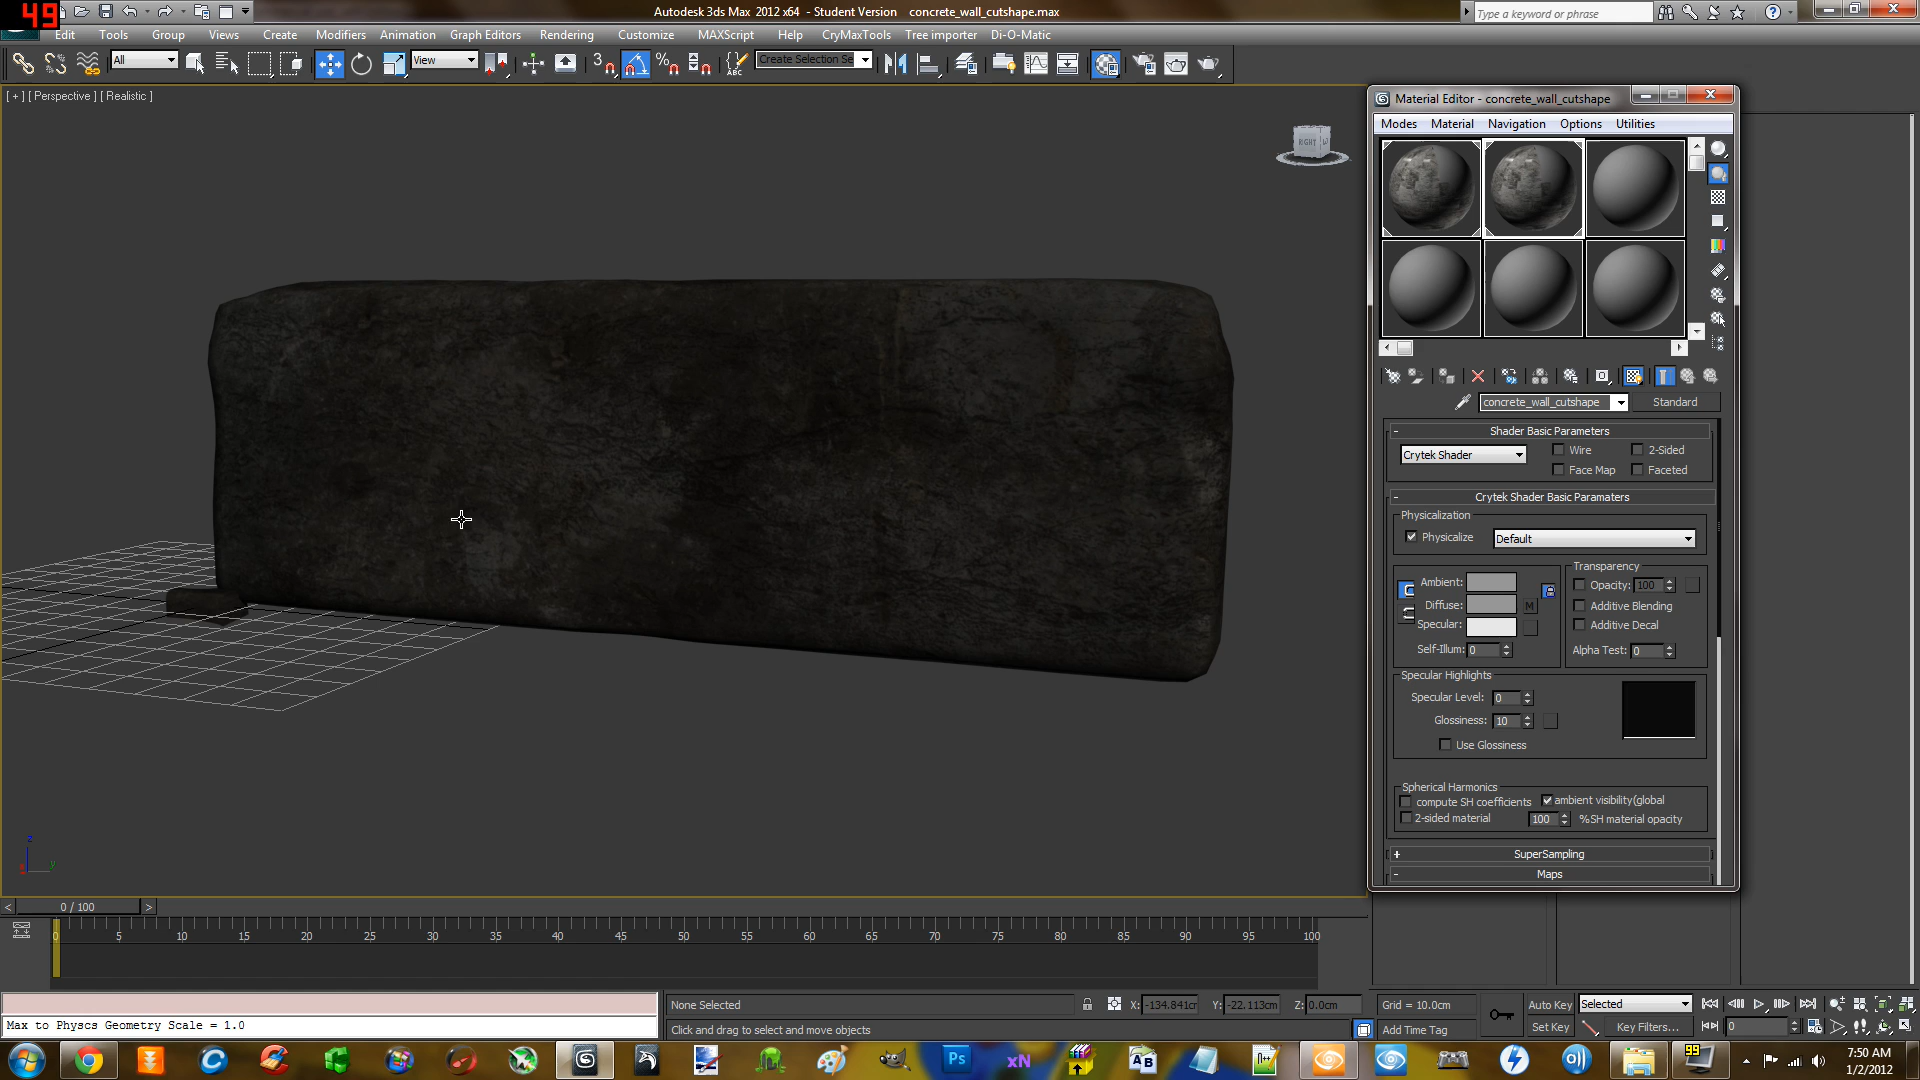 49
Autodesk 3ds Max 2012 x64 - Student Version concrete_wall_cutshape.max
Type a keyword or phrase
Edit Tools Group Views Create Modifiers Animation Graph Editors Rendering Customize MAXScript Help CryMaxTools Tree importer Di-O-Matic
All
View
3
Create Selection Se
[ + ] [ Perspective ] [ Realistic ]
RIGHT
Material Editor - concrete_wall_cutshape
Modes Material Navigation Options Utilities
concrete_wall_cutshape
Standard
Shader Basic Parameters
Crytek Shader
Wire
2-Sided
Face Map
Faceted
Crytek Shader Basic Paramaters
Physicalization
Physicalize
Default
Ambient:
Diffuse:
M
Specular:
Self-Illum: 0
Transparency
Opacity: 100
Additive Blending
Additive Decal
Alpha Test: 0
Specular Highlights
Specular Level: 0
Glossiness: 10
Use Glossiness
Spherical Harmonics
compute SH coefficients
ambient visibility(global
2-sided material
100 %SH material opacity
+ SuperSampling
- Maps
z
x
y
< 0 / 100 >
0 5 10 15 20 25 30 35 40 45 50 55 60 65 70 75 80 85 90 95 100
None Selected
X: -134.841cr Y: -22.113cm Z: 0.0cm
Grid = 10.0cm
Auto Key
Selected
Max to Physcs Geometry Scale = 1.0
Click and drag to select and move objects
Add Time Tag
Set Key
Key Filters...
0
Ps
xN
A B
99
7:50 AM
1/2/2012